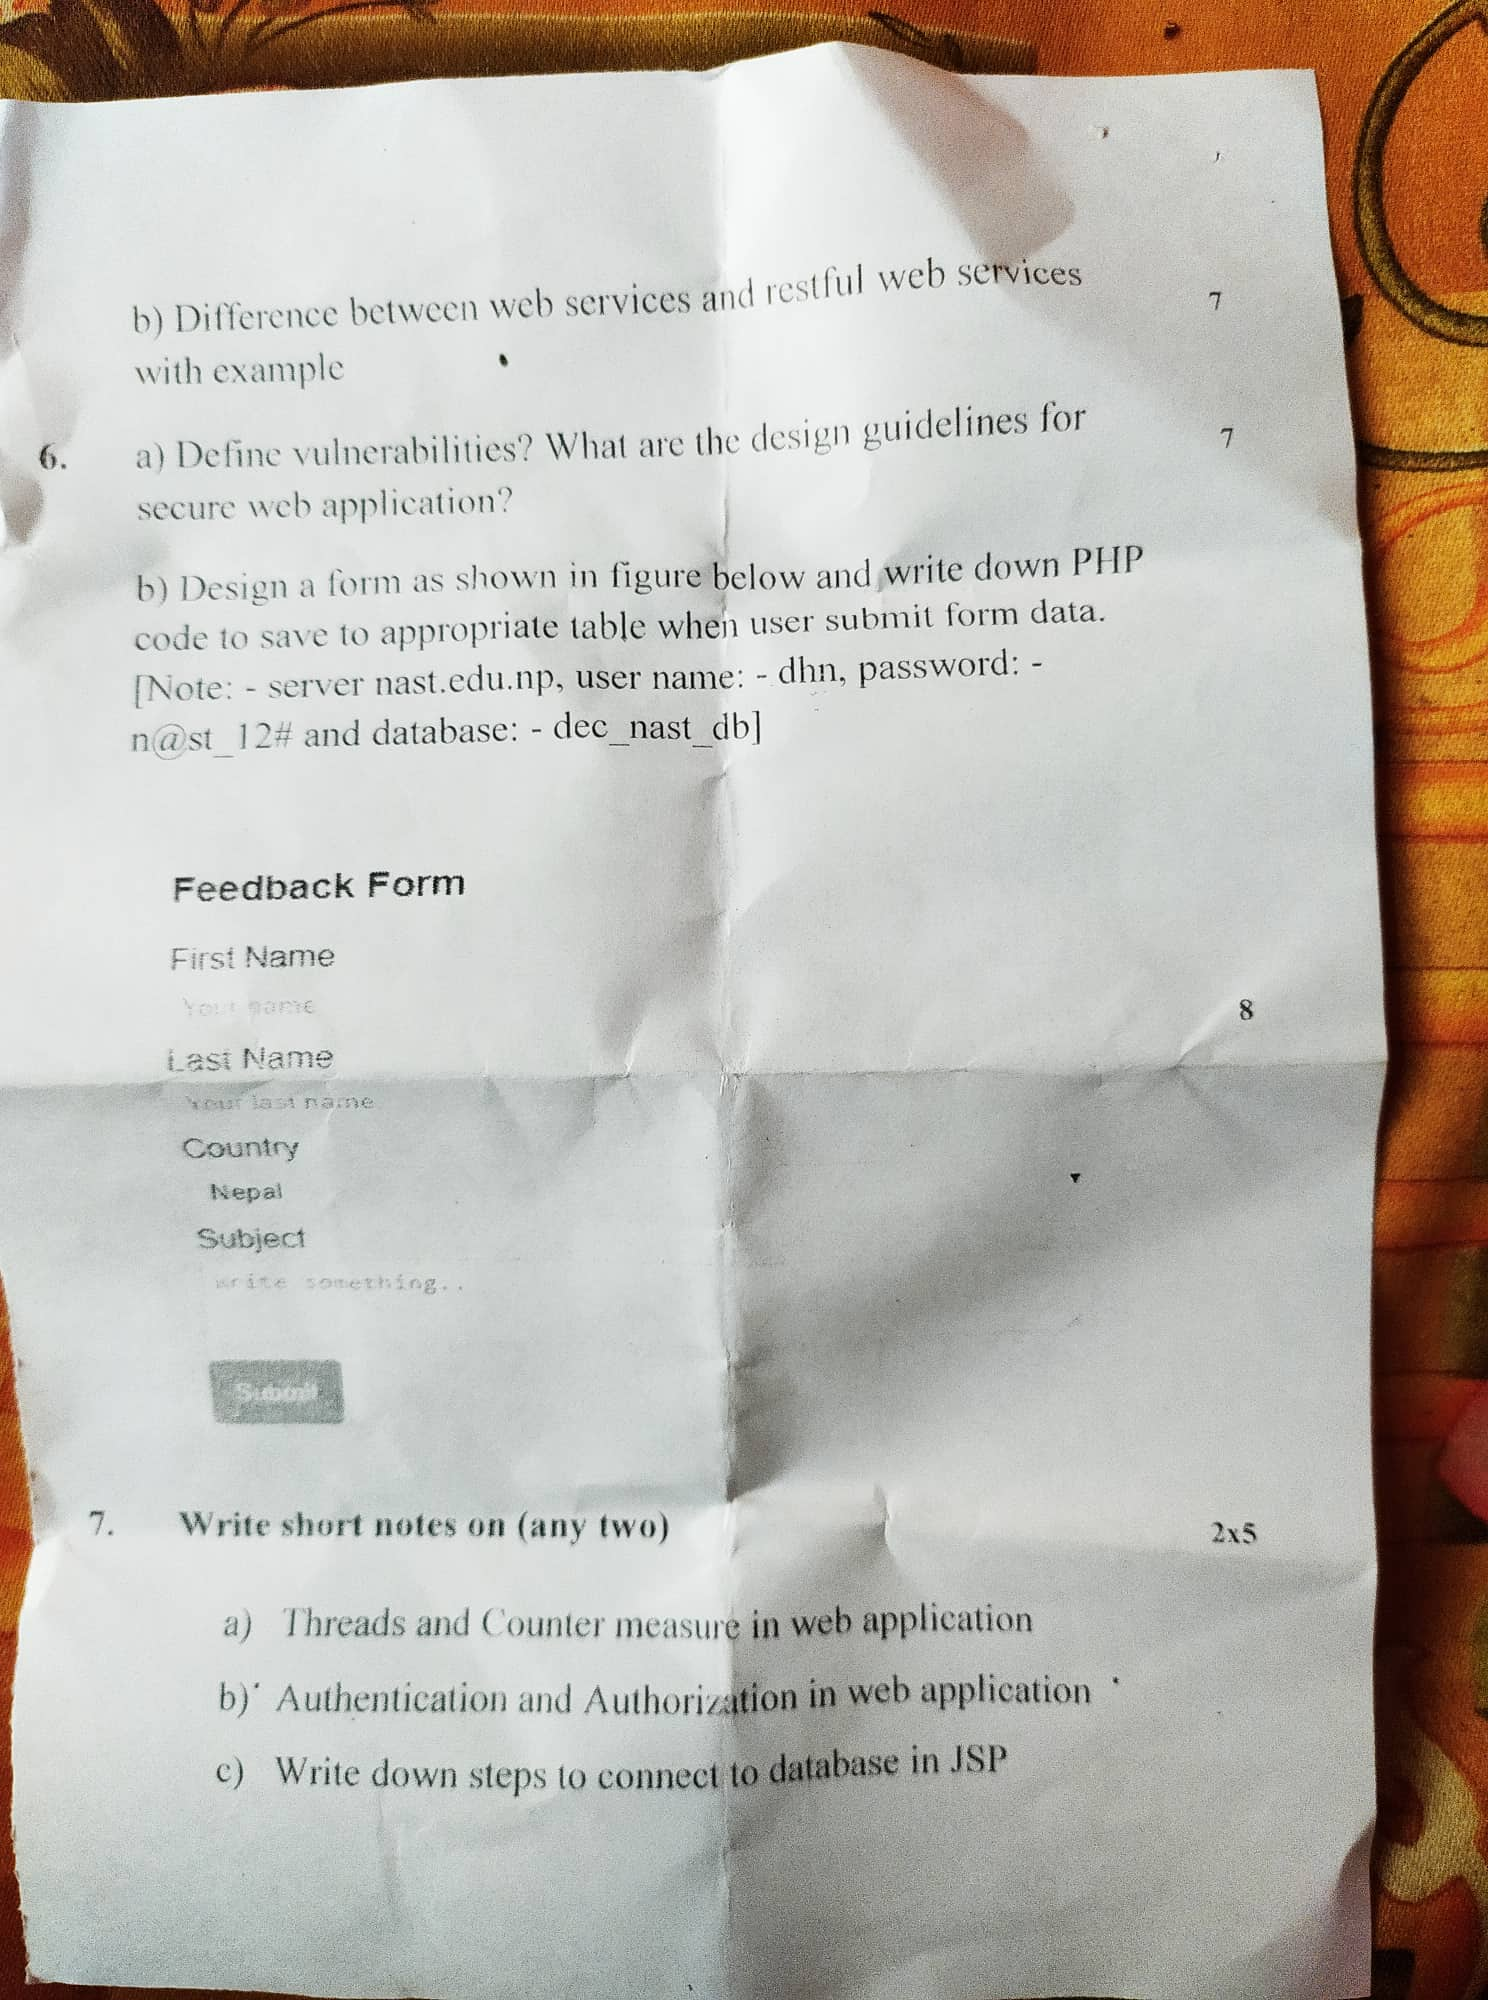 b) Difference between web services and restful web services 7
with example
6. a) Define vulnerabilities? What are the design guidelines for 7
secure web application?
b) Design a form as shown in figure below and write down PHP
code to save to appropriate table when user submit form data.
[Note: - server nast.edu.np, user name: - dhn, password: -
n@st_12# and database: - dec_nast_db]
Feedback Form
First Name
Your name 8
Last Name
Your last name
Country
Nepal
Subject
Write something..
Submit
7. Write short notes on (any two) 2x5
a) Threads and Counter measure in web application
b) Authentication and Authorization in web application
c) Write down steps to connect to database in JSP